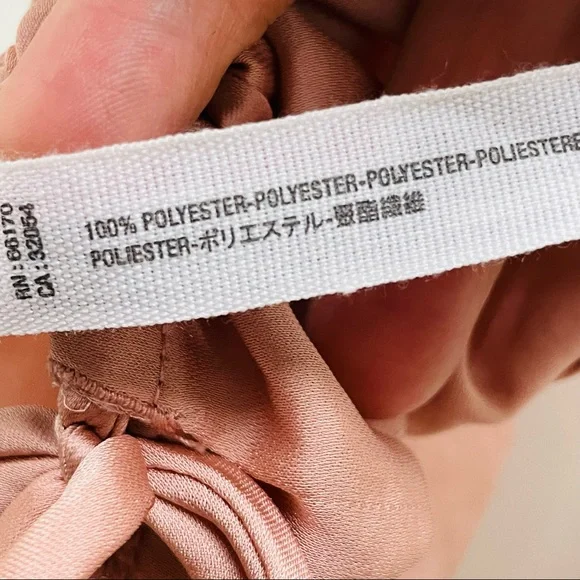 RN: 66170
CA: 32054
100% POLYESTER-POLYESTER-POLYESTER-POLIESTERE
POLIESTER-ポリエステル-聚酯纖維